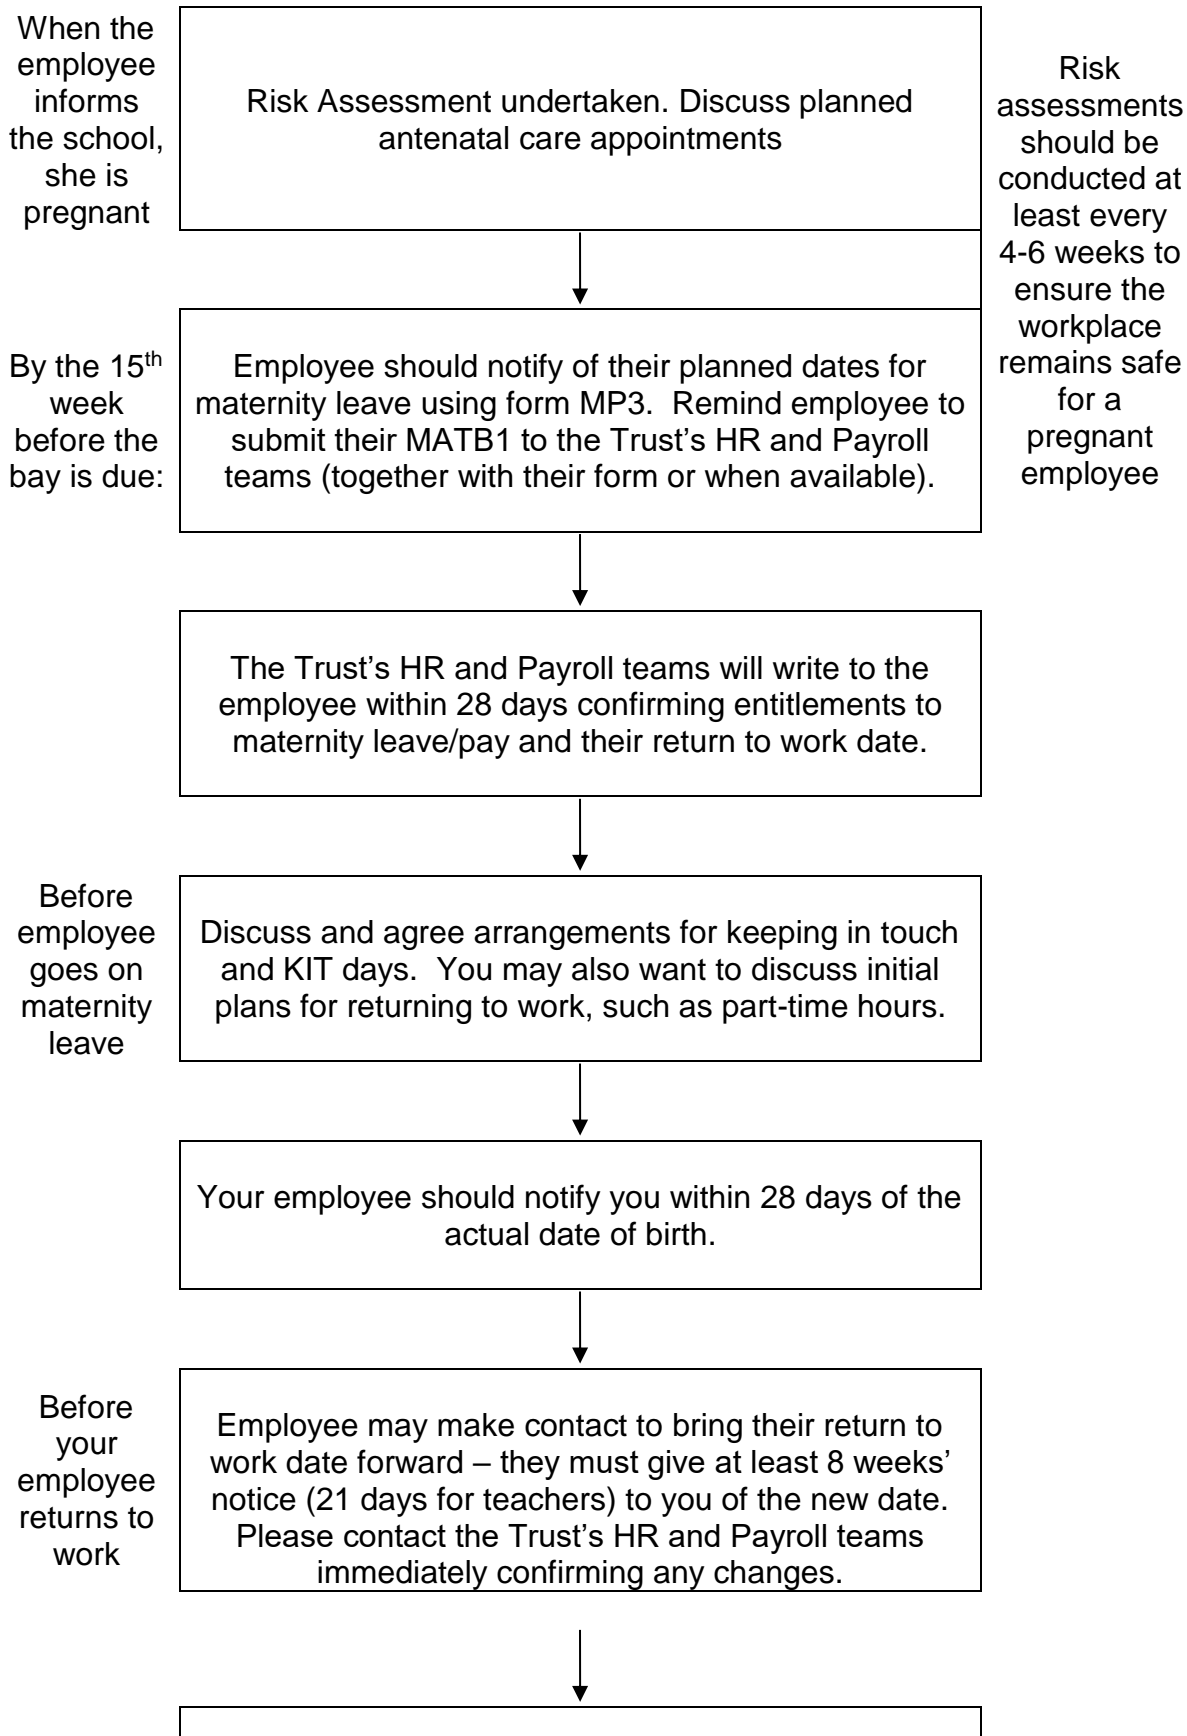 When the
employee
informs
the school,
she is
pregnant
Risk Assessment undertaken. Discuss planned
antenatal care appointments
Risk
assessments
should be
conducted at
least every
4-6 weeks to
ensure the
workplace
remains safe
for a
pregnant
employee
By the 15th
week
before the
bay is due:
Employee should notify of their planned dates for
maternity leave using form MP3.  Remind employee to
submit their MATB1 to the Trust’s HR and Payroll
teams (together with their form or when available).
The Trust’s HR and Payroll teams will write to the
employee within 28 days confirming entitlements to
maternity leave/pay and their return to work date.
Before
employee
goes on
maternity
leave
Discuss and agree arrangements for keeping in touch
and KIT days.  You may also want to discuss initial
plans for returning to work, such as part-time hours.
Your employee should notify you within 28 days of the
actual date of birth.
Before
your
employee
returns to
work
Employee may make contact to bring their return to
work date forward – they must give at least 8 weeks’
notice (21 days for teachers) to you of the new date.
Please contact the Trust’s HR and Payroll teams
immediately confirming any changes.